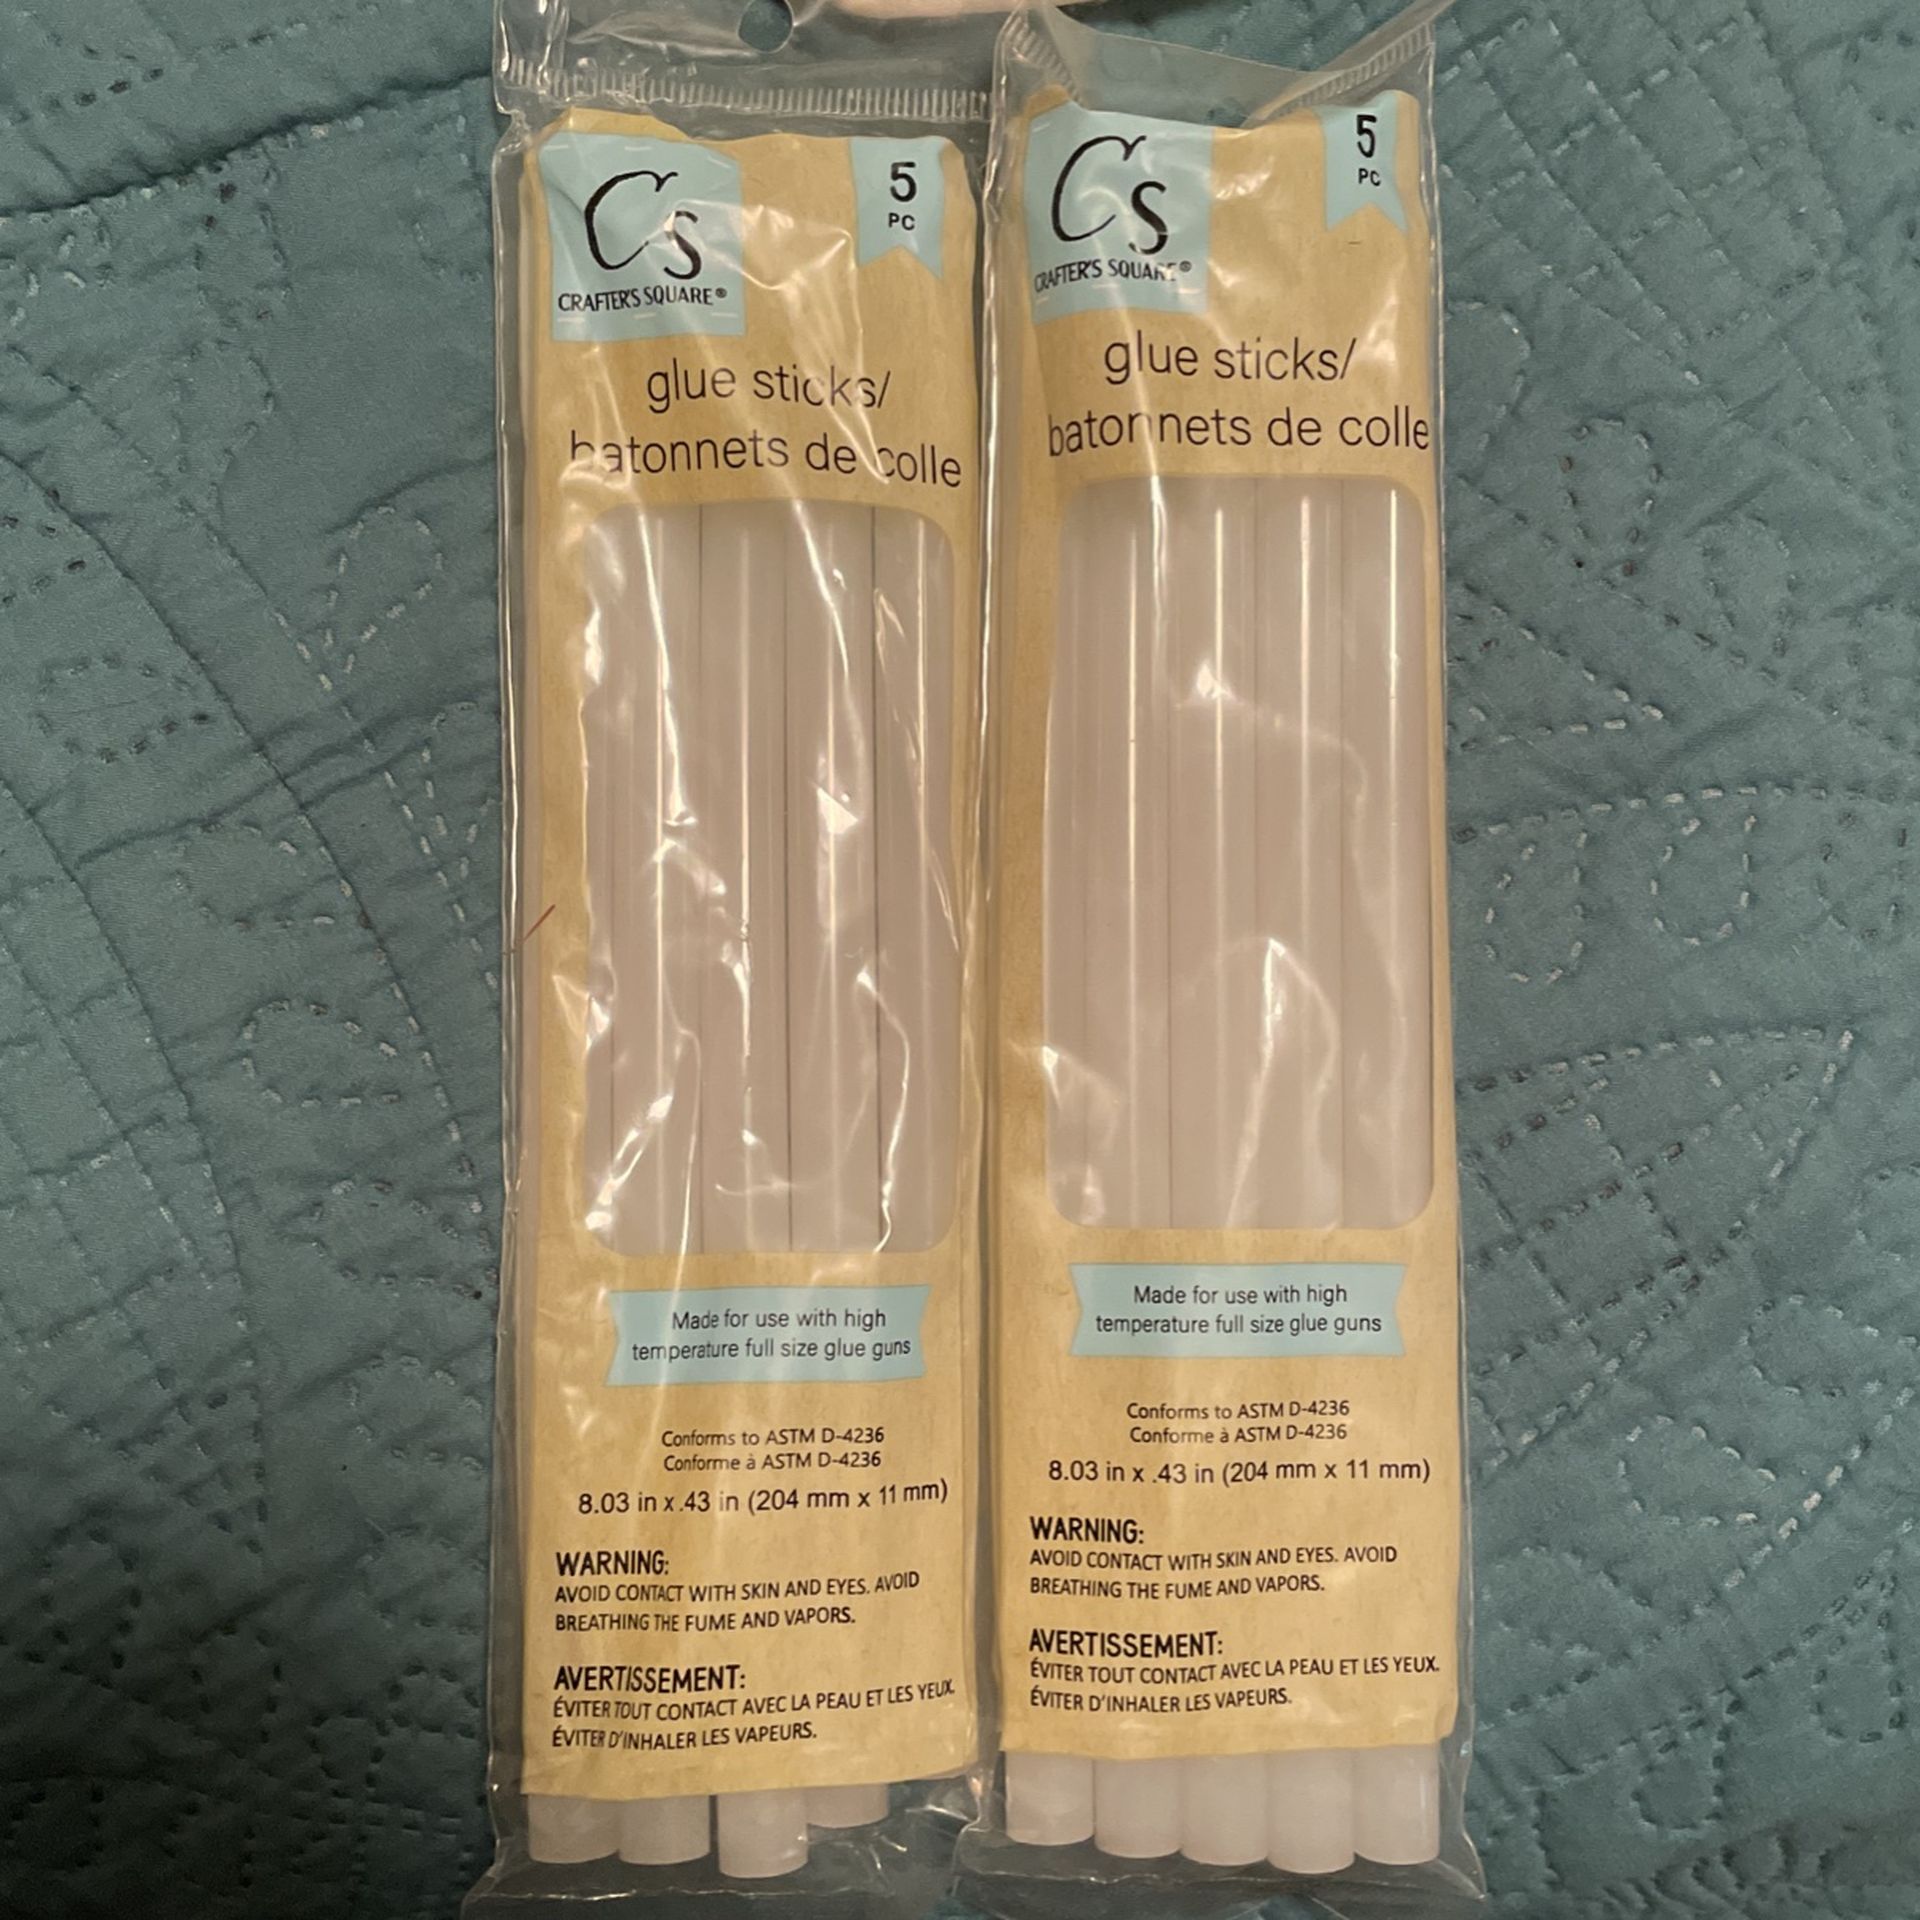 Cs
CRAFTER'S SQUARE®
5
PC
glue sticks/
batonnets de colle
Made for use with high
temperature full size glue guns
Conforms to ASTM D-4236
Conforme à ASTM D-4236
8.03 in x .43 in (204 mm x 11 mm)
WARNING:
AVOID CONTACT WITH SKIN AND EYES. AVOID
BREATHING THE FUME AND VAPORS.
AVERTISSEMENT:
ÉVITER TOUT CONTACT AVEC LA PEAU ET LES YEUX.
ÉVITER D'INHALER LES VAPEURS.
Cs
CRAFTER'S SQUARE®
5
PC
glue sticks/
batonnets de colle
Made for use with high
temperature full size glue guns
Conforms to ASTM D-4236
Conforme à ASTM D-4236
8.03 in x .43 in (204 mm x 11 mm)
WARNING:
AVOID CONTACT WITH SKIN AND EYES. AVOID
BREATHING THE FUME AND VAPORS.
AVERTISSEMENT:
ÉVITER TOUT CONTACT AVEC LA PEAU ET LES YEUX.
ÉVITER D'INHALER LES VAPEURS.